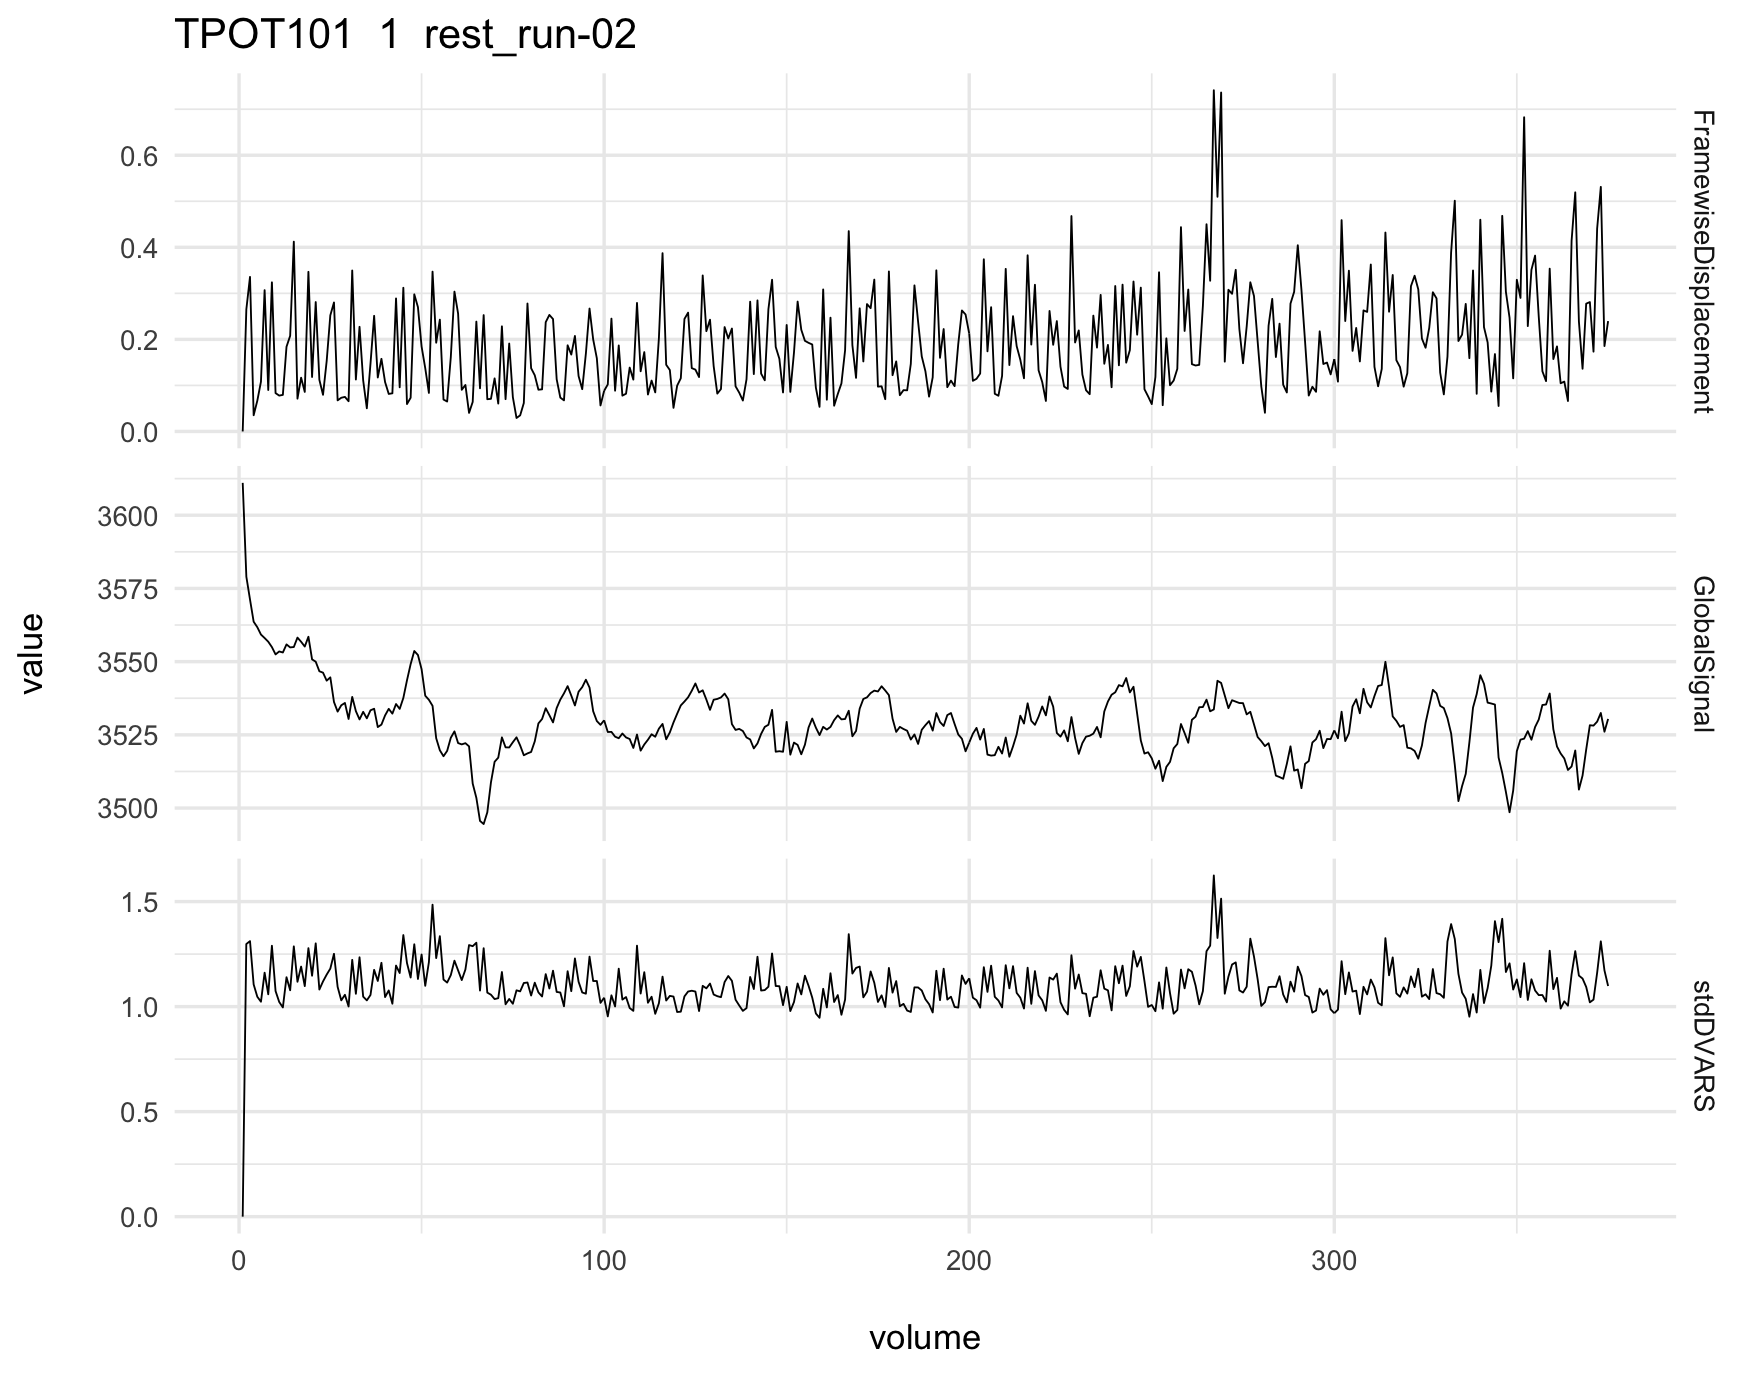 TPOT101 1 rest_run-02
0.6
0.4
0.2
0.0
FramewiseDisplacement
3600
3575
3550
3525
3500
GlobalSignal
value
1.5
1.0
0.5
0.0
stdDVARS
0 100 200 300
volume